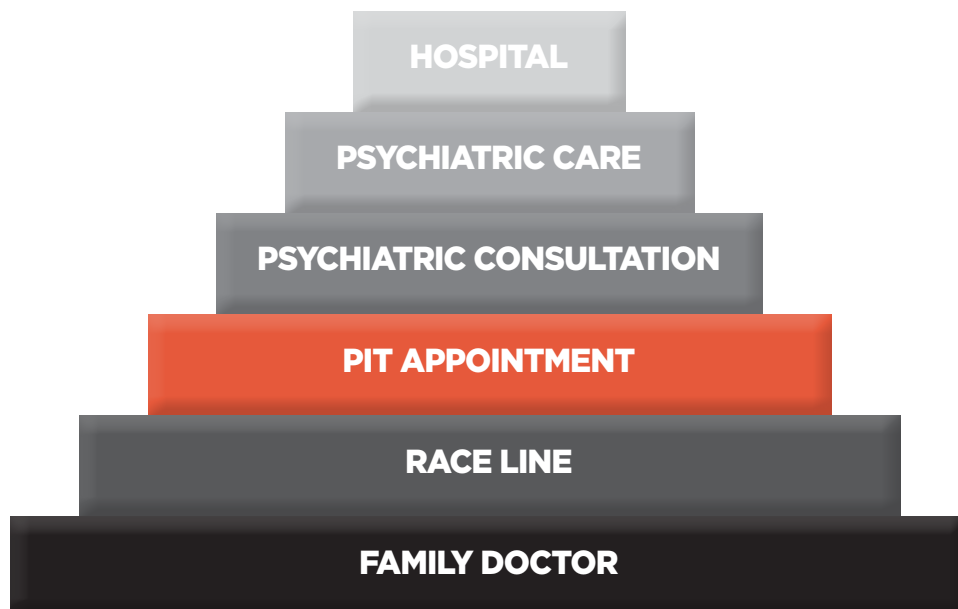 HOSPITAL
PSYCHIATRIC CARE
PSYCHIATRIC CONSULTATION
PIT APPOINTMENT
RACE LINE
FAMILY DOCTOR